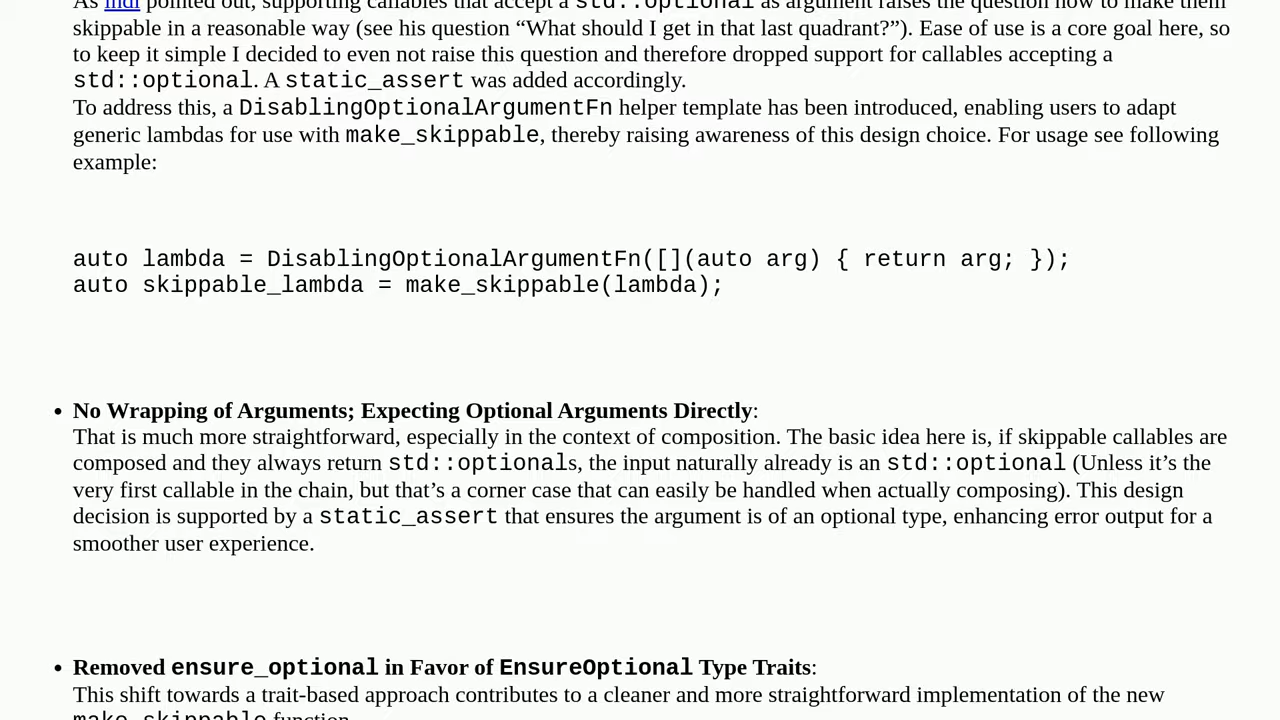 As indi pointed out, supporting callables that accept a std::optional as argument raises the question how to make them
skippable in a reasonable way (see his question “What should I get in that last quadrant?”). Ease of use is a core goal here, so
to keep it simple I decided to even not raise this question and therefore dropped support for callables accepting a
std::optional. A static_assert was added accordingly.
To address this, a DisablingOptionalArgumentFn helper template has been introduced, enabling users to adapt
generic lambdas for use with make_skippable, thereby raising awareness of this design choice. For usage see following
example:
auto lambda = DisablingOptionalArgumentFn([](auto arg) { return arg; });
auto skippable_lambda = make_skippable(lambda);
• No Wrapping of Arguments; Expecting Optional Arguments Directly:
That is much more straightforward, especially in the context of composition. The basic idea here is, if skippable callables are
composed and they always return std::optionals, the input naturally already is an std::optional (Unless it’s the
very first callable in the chain, but that’s a corner case that can easily be handled when actually composing). This design
decision is supported by a static_assert that ensures the argument is of an optional type, enhancing error output for a
smoother user experience.
• Removed ensure_optional in Favor of EnsureOptional Type Traits:
This shift towards a trait-based approach contributes to a cleaner and more straightforward implementation of the new
make_skippable function.